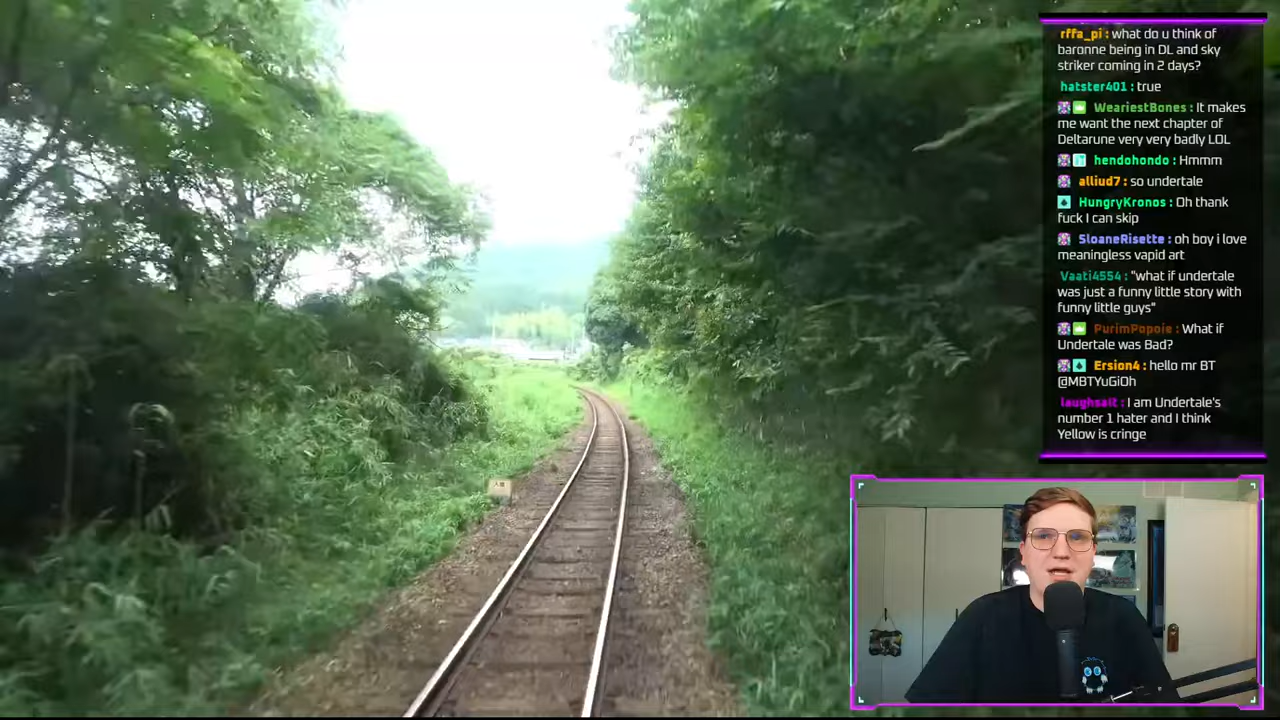 rffa_pi : what do u think of
baronne being in DL and sky
striker coming in 2 days?
hatster401 : true
WeariestBones : It makes
me want the next chapter of
Deltarune very very badly LOL
hendohondo : Hmmm
alliud7 : so undertale
HungryKronos : Oh thank
fuck I can skip
SloaneRisette : oh boy i love
meaningless vapid art
Vaati4554 : "what if undertale
was just a funny little story with
funny little guys"
PurimPopoie : What if
Undertale was Bad?
Ersion4 : hello mr BT
@MBTYuGiOh
laughsalt : I am Undertale's
number 1 hater and I think
Yellow is cringe